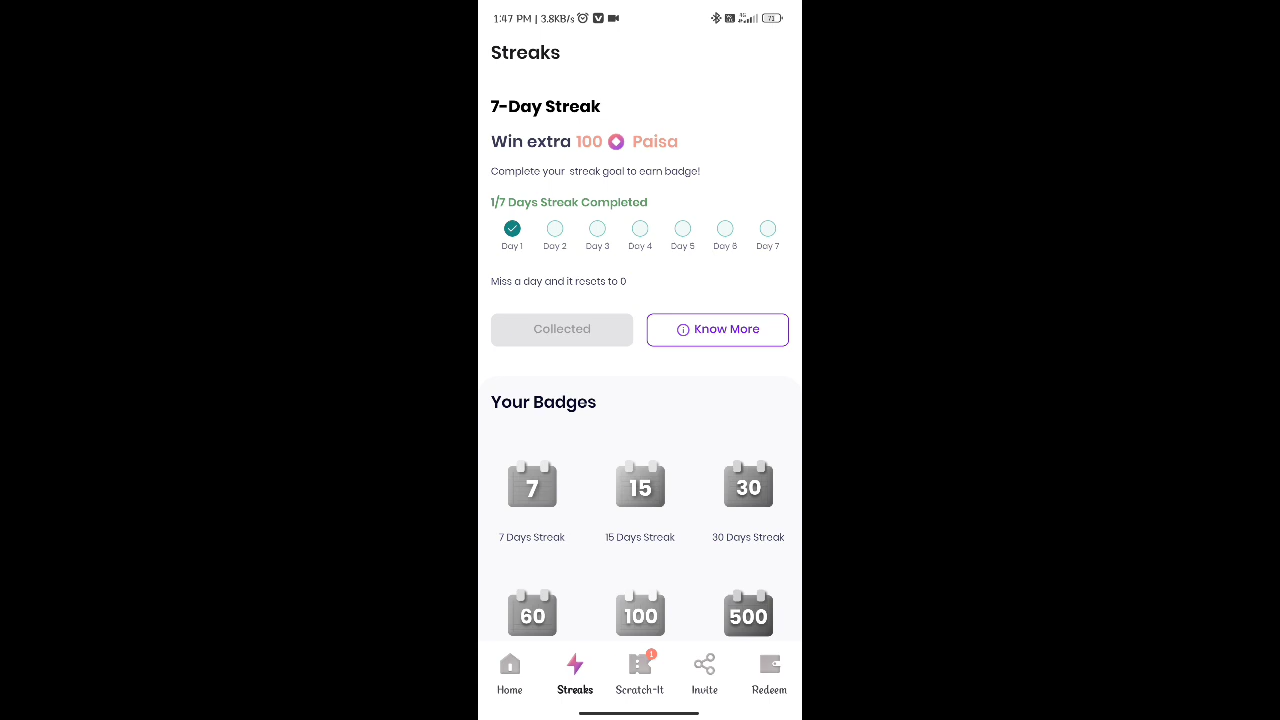 1:47 PM | 3.8KB/s
71
Streaks
7-Day Streak
Win extra 100 Paisa
Complete your streak goal to earn badge!
1/7 Days Streak Completed
Day 1 Day 2 Day 3 Day 4 Day 5 Day 6 Day 7
Miss a day and it resets to 0
Collected Know More
Your Badges
7 15 30
7 Days Streak 15 Days Streak 30 Days Streak
60 100 500
1
Home Streaks Scratch-It Invite Redeem